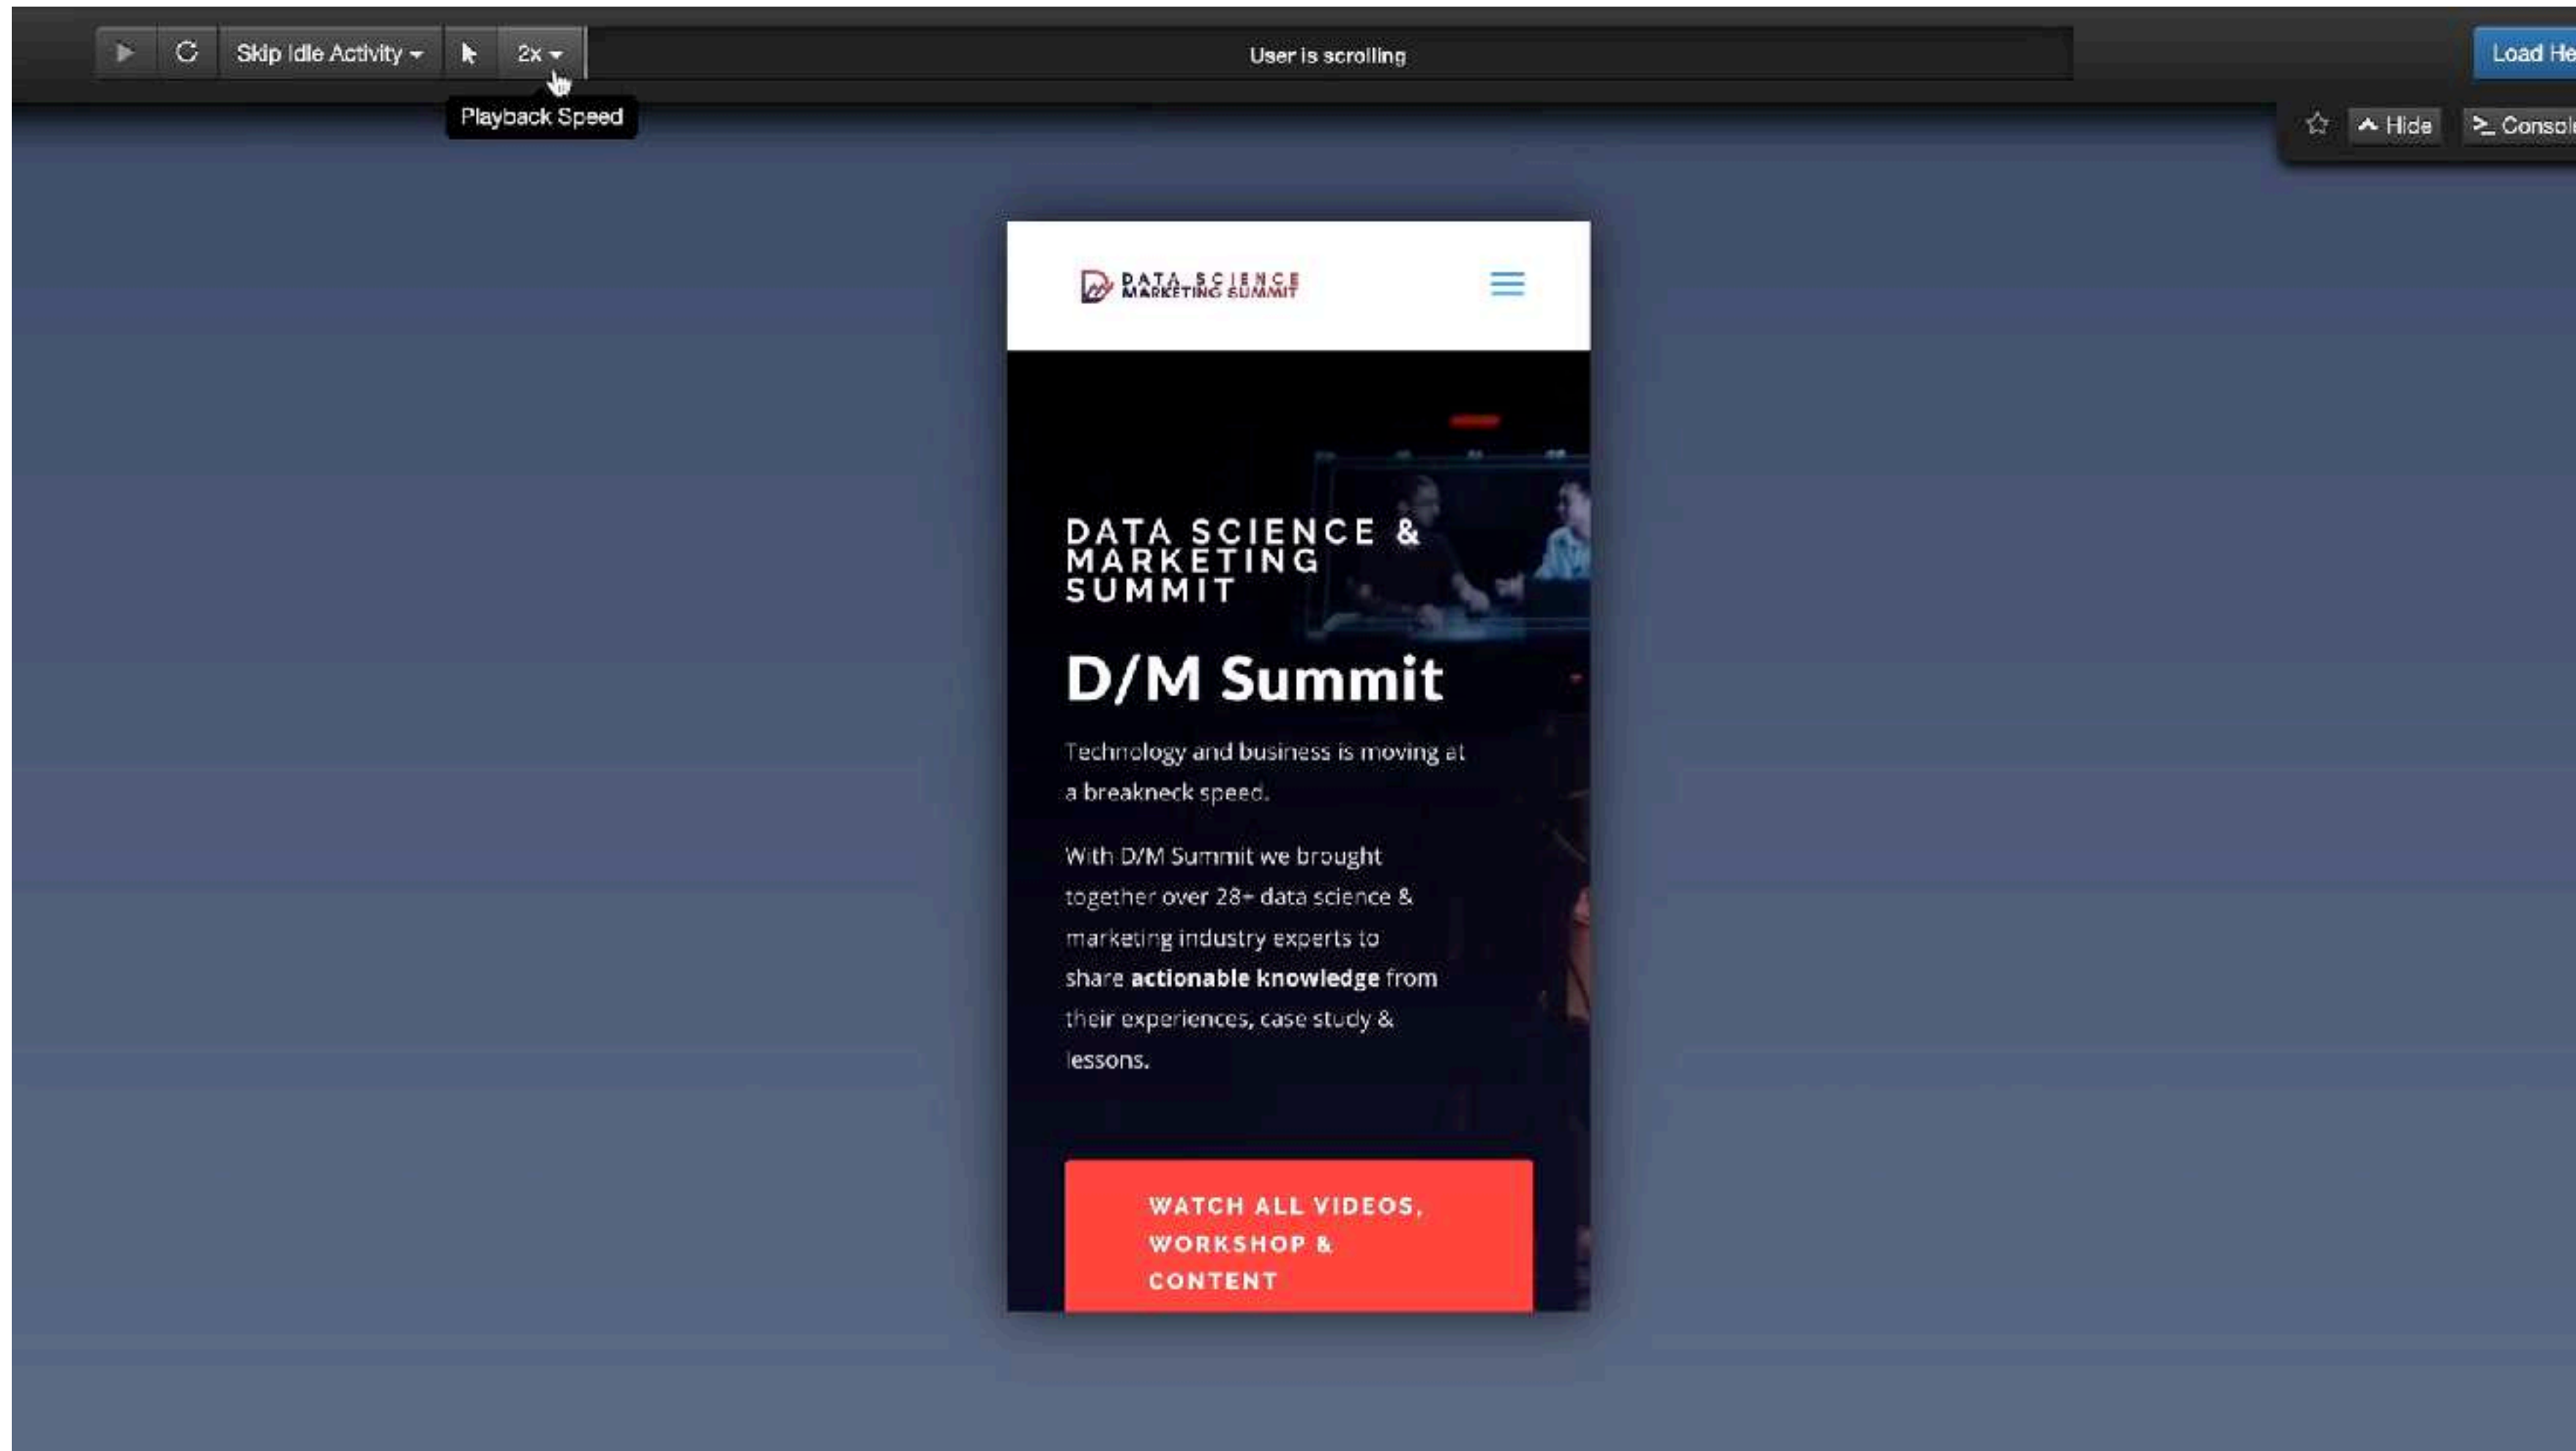 Skip Idle Activity
2x
User is scrolling
Load He
Playback Speed
Hide
>_ Consol
DATA SCIENCE
MARKETING SUMMIT
DATA SCIENCE &
MARKETING
SUMMIT
D/M Summit
Technology and business is moving at
a breakneck speed.
With D/M Summit we brought
together over 28+ data science &
marketing industry experts to
share actionable knowledge from
their experiences, case study &
lessons.
WATCH ALL VIDEOS,
WORKSHOP &
CONTENT